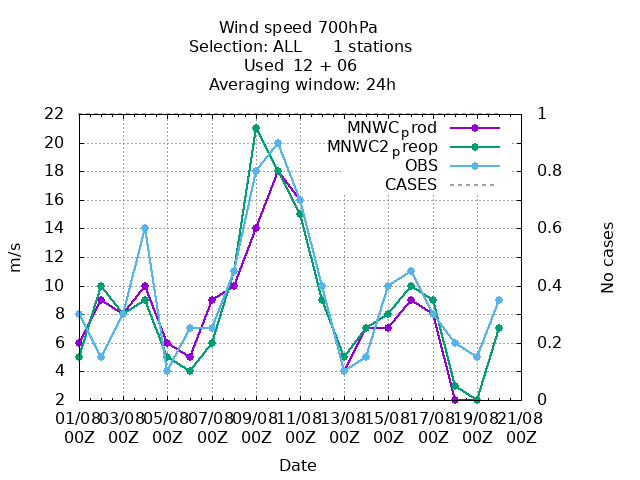 Wind speed 700hPa
Selection: ALL 1 stations
Used 12 + 06
Averaging window: 24h
22
20
18
16
14
12
10
8
6
4
2
1
0.8
0.6
0.4
0.2
0
MNWCprod
MNWC2preop
OBS
CASES
m/s
No cases
01/08 03/08 05/08 07/08 09/08 11/08 13/08 15/08 17/08 19/08 21/08
00Z 00Z 00Z 00Z 00Z 00Z 00Z 00Z 00Z 00Z 00Z
Date